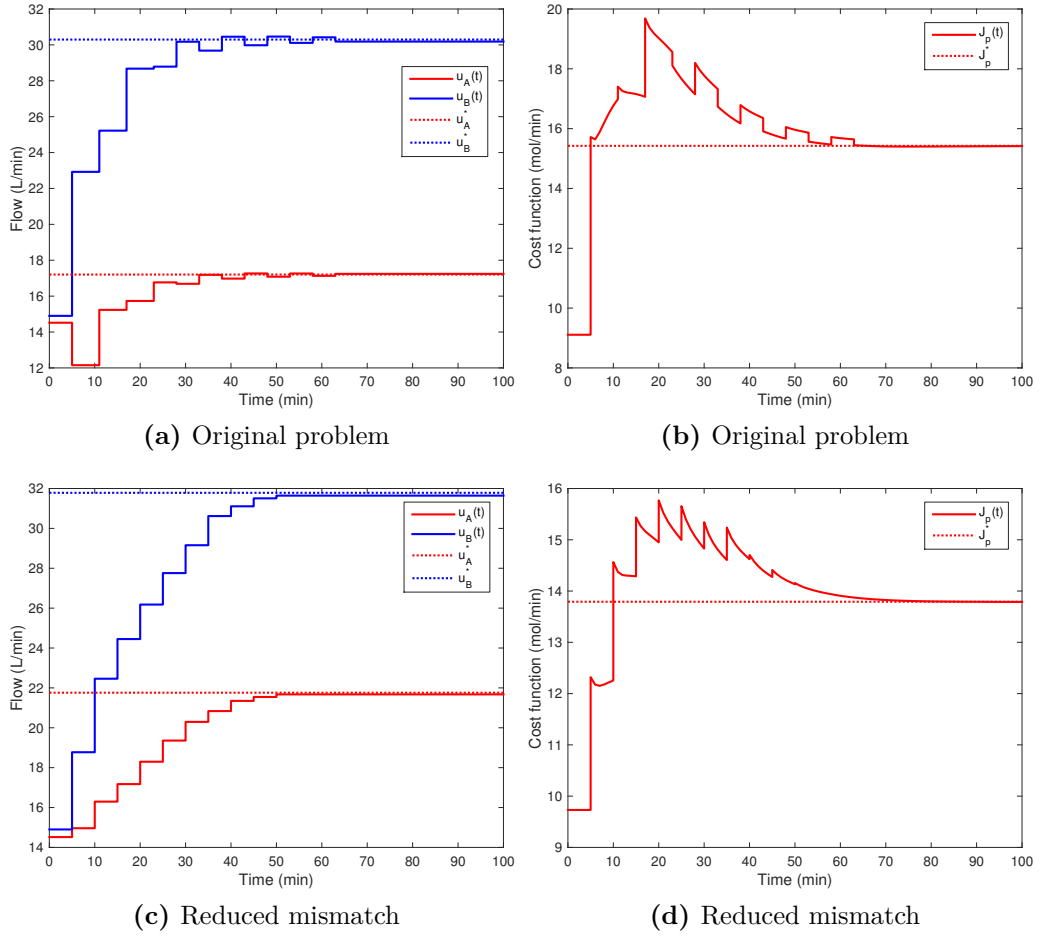 32
30
28
26
24
22
20
18
16
14
12
Flow (L/min)
0 10 20 30 40 50 60 70 80 90 100
Time (min)
u_A(t)
u_B(t)
u_A^*
u_B^*
(a) Original problem
20
18
16
14
12
10
8
Cost function (mol/min)
0 10 20 30 40 50 60 70 80 90 100
Time (min)
J_p(t)
J_p^*
(b) Original problem
32
30
28
26
24
22
20
18
16
14
Flow (L/min)
0 10 20 30 40 50 60 70 80 90 100
Time (min)
u_A(t)
u_B(t)
u_A^*
u_B^*
(c) Reduced mismatch
16
15
14
13
12
11
10
9
Cost function (mol/min)
0 10 20 30 40 50 60 70 80 90 100
Time (min)
J_p(t)
J_p^*
(d) Reduced mismatch